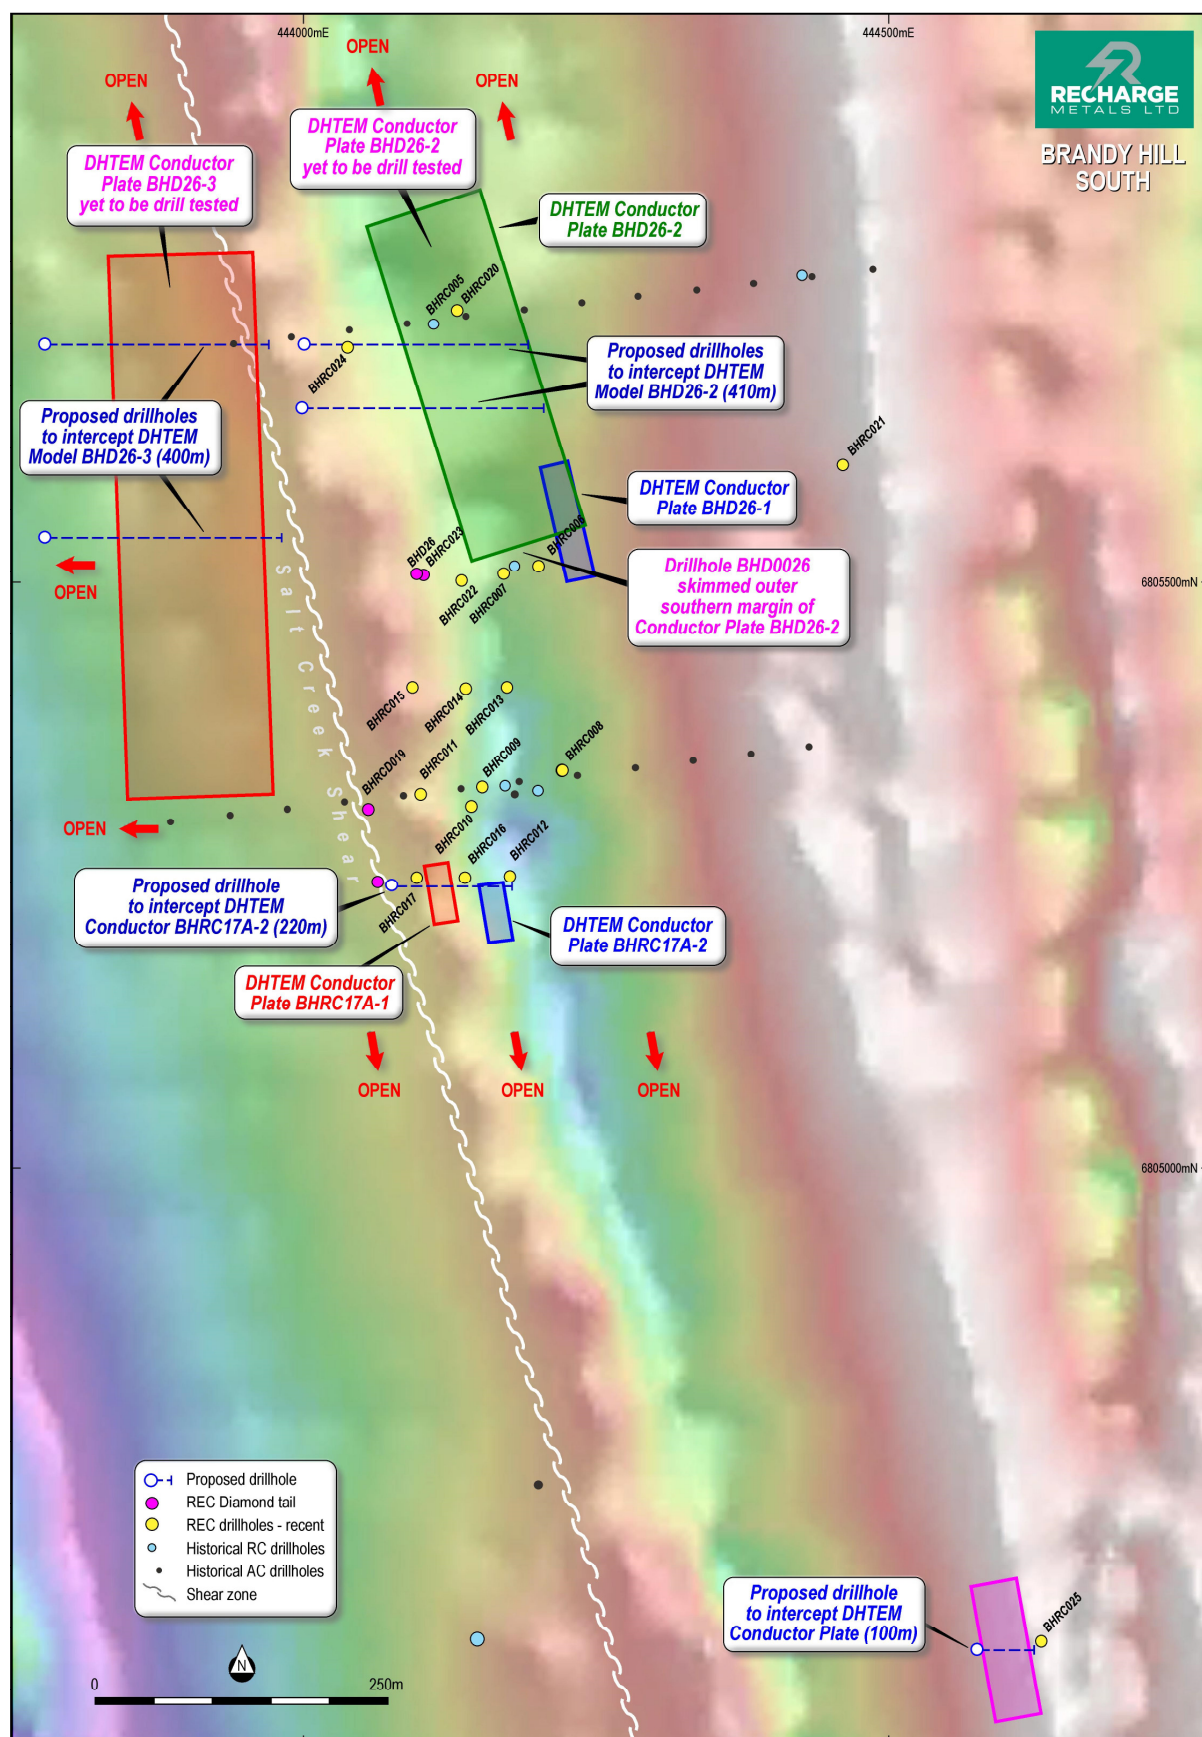 444000mE
444500mE
OPEN
OPEN
OPEN
RECHARGE
METALS LTD
BRANDY HILL
SOUTH
DHTEM Conductor
Plate BHD26-3
yet to be drill tested
DHTEM Conductor
Plate BHD26-2
yet to be drill tested
DHTEM Conductor
Plate BHD26-2
BHRC005
BHRC020
BHRC024
Proposed drillholes
to intercept DHTEM
Model BHD26-2 (410m)
Proposed drillholes
to intercept DHTEM
Model BHD26-3 (400m)
BHRC021
DHTEM Conductor
Plate BHD26-1
BHD26
BHRC023
BHRC006
BHRC022
BHRC007
Drillhole BHD0026
skimmed outer
southern margin of
Conductor Plate BHD26-2
OPEN
6805500mN
Salt Creek Shear
BHRC015
BHRC014
BHRC013
BHRCD019
BHRC011
BHRC009
BHRC008
OPEN
BHRC010
BHRC016
BHRC012
BHRC017
Proposed drillhole
to intercept DHTEM
Conductor BHRC17A-2 (220m)
DHTEM Conductor
Plate BHRC17A-2
DHTEM Conductor
Plate BHRC17A-1
OPEN
OPEN
OPEN
6805000mN
Proposed drillhole
REC Diamond tail
REC drillholes - recent
Historical RC drillholes
Historical AC drillholes
Shear zone
N
0
250m
Proposed drillhole
to intercept DHTEM
Conductor Plate (100m)
BHRC025